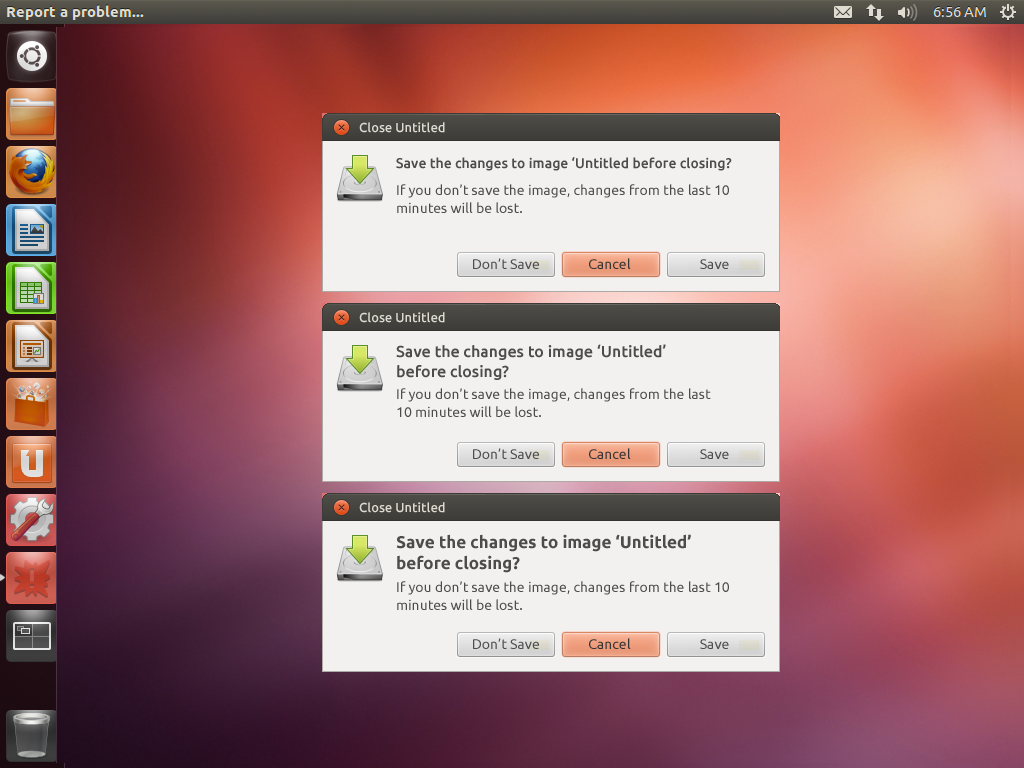 Report a problem...
6:56 AM
Close Untitled
Save the changes to image ‘Untitled before closing?
If you don’t save the image, changes from the last 10
minutes will be lost.
Don’t Save Cancel Save
Close Untitled
Save the changes to image ‘Untitled’
before closing?
If you don’t save the image, changes from the last
10 minutes will be lost.
Don’t Save Cancel Save
Close Untitled
Save the changes to image ‘Untitled’
before closing?
If you don’t save the image, changes from the last 10
minutes will be lost.
Don’t Save Cancel Save